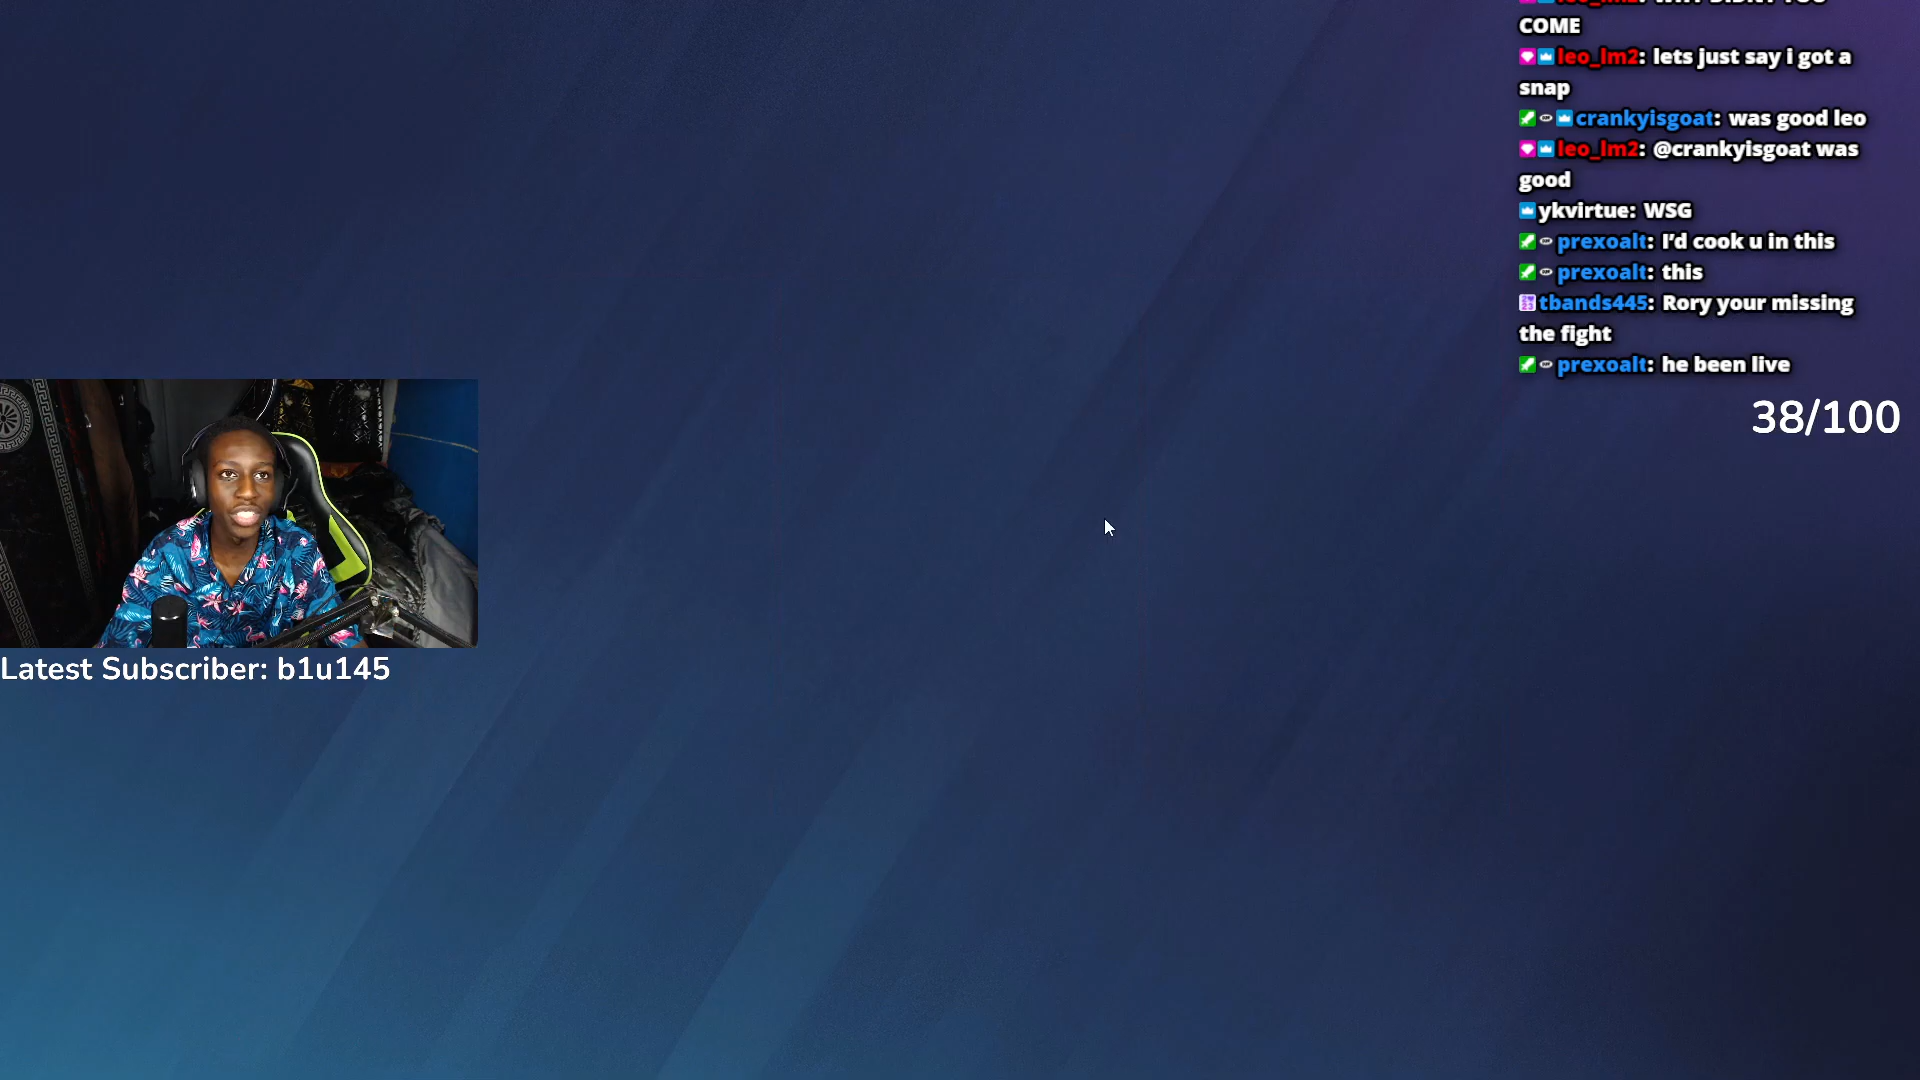 COME
leo_lm2: lets just say i got a
snap
crankyisgoat: was good leo
leo_lm2: @crankyisgoat was
good
ykvirtue: WSG
prexoalt: I’d cook u in this
prexoalt: this
tbands445: Rory your missing
the fight
prexoalt: he been live
38/100
Latest Subscriber: b1u145